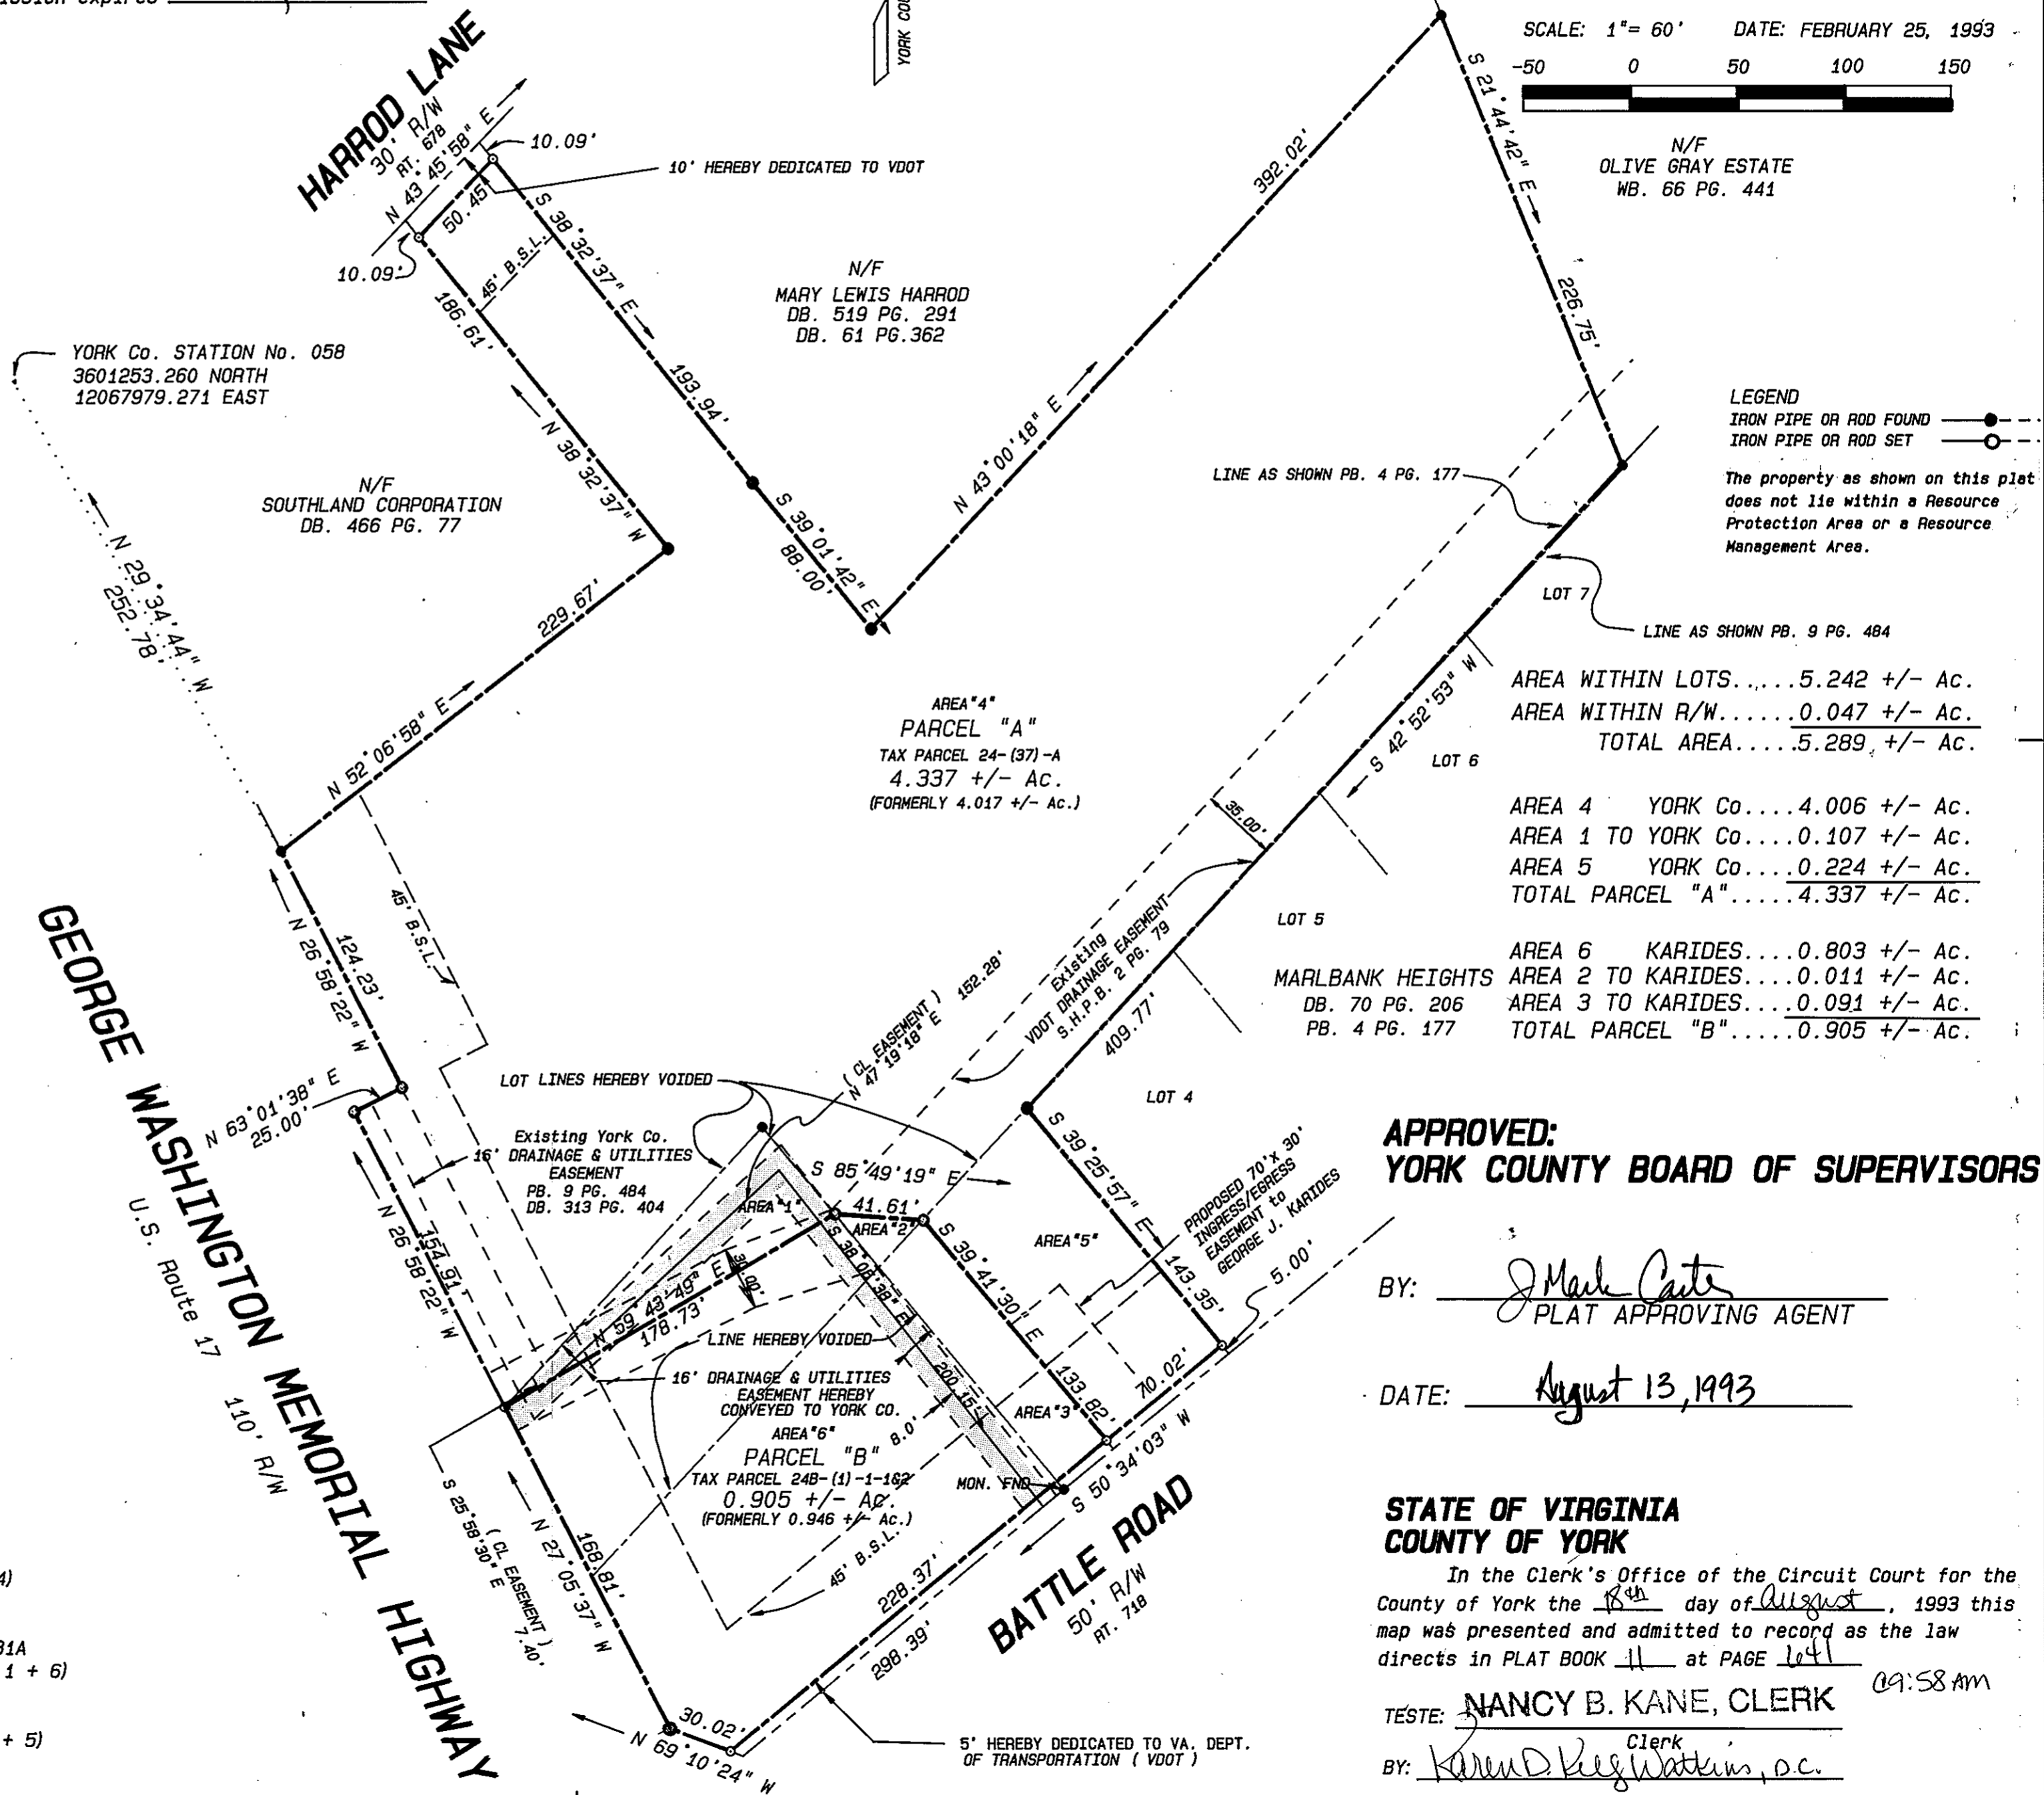 YORK COU
SCALE: 1"= 60' DATE: FEBRUARY 25, 1993
-50 0 50 100 150
HARROD LANE
30' R/W
RT. 678
N 43°45'58" E
50.45'
10.09'
10' HEREBY DEDICATED TO VDOT
10.09'
45' B.S.L.
S 38°32'37" E
193.94'
186.61'
N 38°32'37" W
N/F
MARY LEWIS HARROD
DB. 519 PG. 291
DB. 61 PG.362
392.02'
N 43°00'18" E
S 21°44'42" E
226.75'
N/F
OLIVE GRAY ESTATE
WB. 66 PG. 441
YORK Co. STATION No. 058
3601253.260 NORTH
12067979.271 EAST
N/F
SOUTHLAND CORPORATION
DB. 466 PG. 77
N 29°34'44" W
252.78'
229.67'
N 52°06'58" E
S 39°01'42" E
88.00'
LEGEND
IRON PIPE OR ROD FOUND
IRON PIPE OR ROD SET
The property as shown on this plat
does not lie within a Resource
Protection Area or a Resource
Management Area.
LINE AS SHOWN PB. 4 PG. 177
LOT 7
LINE AS SHOWN PB. 9 PG. 484
S 42°52'53" W
LOT 6
AREA WITHIN LOTS......5.242 +/- Ac.
AREA WITHIN R/W......0.047 +/- Ac.
TOTAL AREA.....5.289 +/- Ac.
AREA 4 YORK Co....4.006 +/- Ac.
AREA 1 TO YORK Co....0.107 +/- Ac.
AREA 5 YORK Co....0.224 +/- Ac.
TOTAL PARCEL "A".....4.337 +/- Ac.
AREA 6 KARIDES....0.803 +/- Ac.
AREA 2 TO KARIDES....0.011 +/- Ac.
AREA 3 TO KARIDES....0.091 +/- Ac.
TOTAL PARCEL "B".....0.905 +/- Ac.
AREA "4"
PARCEL "A"
TAX PARCEL 24-(37)-A
4.337 +/- Ac.
(FORMERLY 4.017 +/- Ac.)
35.00'
LOT 5
MARLBANK HEIGHTS
DB. 70 PG. 206
PB. 4 PG. 177
Existing
VDOT DRAINAGE EASEMENT
S.H.P.B. 2 PG. 79
409.77'
LOT 4
45' B.S.L.
124.23'
N 26°58'22" W
N 63°01'38" E
25.00'
GEORGE WASHINGTON MEMORIAL HIGHWAY
U.S. Route 17 110' R/W
LOT LINES HEREBY VOIDED
( CL EASEMENT )
N 47°19'18" E 152.28'
Existing York Co.
16' DRAINAGE & UTILITIES
EASEMENT
PB. 9 PG. 484
DB. 313 PG. 404
154.91'
N 26°58'22" W
S 85°49'19" E
41.61'
AREA "1"
AREA "2"
S 38°08'38" E
200.15'
30.00'
N 59°43'49" E
178.73'
S 39°41'30" E
133.82'
AREA "5"
S 39°25'57" E
143.35'
PROPOSED 70'x 30'
INGRESS/EGRESS
EASEMENT to
GEORGE J. KARIDES
5.00'
70.02'
LINE HEREBY VOIDED
16' DRAINAGE & UTILITIES
EASEMENT HEREBY
CONVEYED TO YORK CO.
AREA "6"
PARCEL "B"
TAX PARCEL 24B-(1)-1-1&2
0.905 +/- Ac.
(FORMERLY 0.946 +/- Ac.)
8.0'
AREA "3"
MON. FND
S 50°34'03" W
45' B.S.L.
S 25°58'30" E
( CL EASEMENT )
7.40'
168.81'
N 27°05'37" W
228.37'
298.39'
BATTLE ROAD
50' R/W
RT. 718
30.02'
N 69°10'24" W
5' HEREBY DEDICATED TO VA. DEPT.
OF TRANSPORTATION ( VDOT )
4)
31A
1 + 6)
+ 5)
APPROVED:
YORK COUNTY BOARD OF SUPERVISORS
BY: J Mark Carter
PLAT APPROVING AGENT
DATE: August 13, 1993
STATE OF VIRGINIA
COUNTY OF YORK
In the Clerk's Office of the Circuit Court for the
County of York the 18th day of August, 1993 this
map was presented and admitted to record as the law
directs in PLAT BOOK 11 at PAGE 641
@9:58 AM
TESTE: NANCY B. KANE, CLERK
Clerk
BY: Karen D. Watkins, D.C.